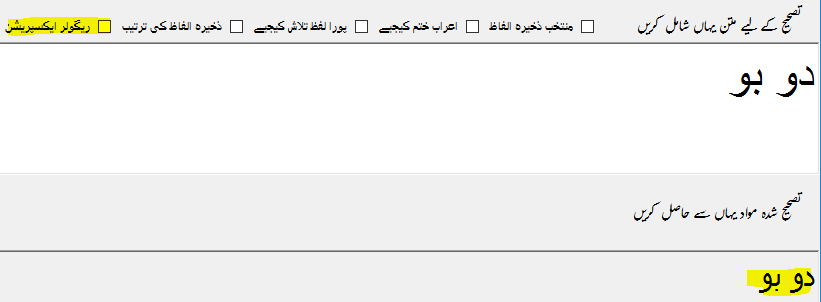 تصحیح کے لیے متن یہاں شامل کریں
منتخب ذخیرہ الفاظ اعراب ختم کیجیے پورا لفظ تلاش کیجیے ذخیرہ الفاظ کی ترتیب ریگولر ایکسپریشن
دو بو
تصحیح شدہ مواد یہاں سے حاصل کریں
دو بو